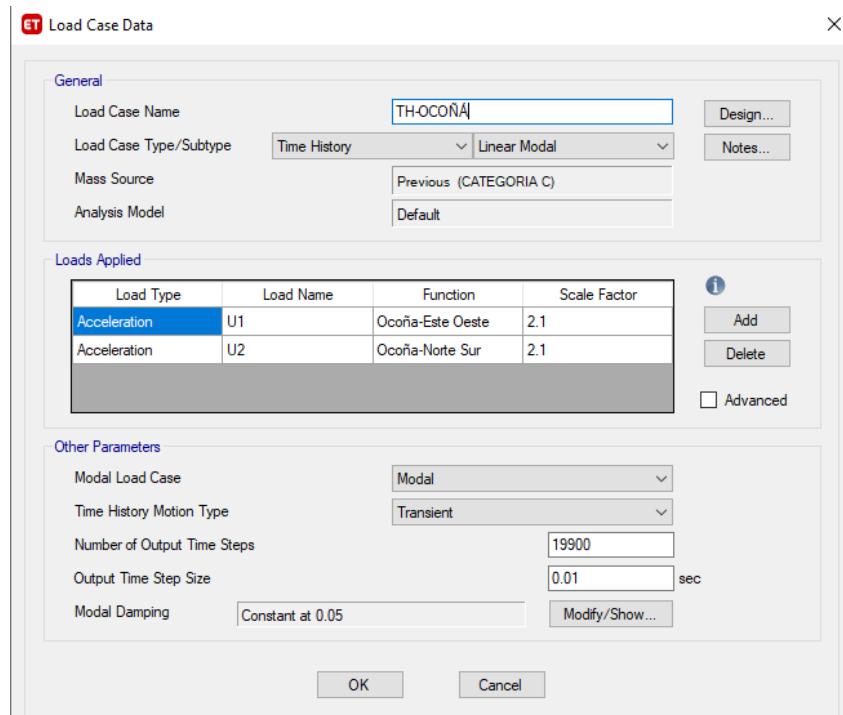 ET Load Case Data
General
Load Case Name TH-OCOÑÁ Design...
Load Case Type/Subtype Time History Linear Modal Notes...
Mass Source Previous (CATEGORIA C)
Analysis Model Default
Loads Applied
Load Type Load Name Function Scale Factor
Acceleration U1 Ocoña-Este Oeste 2.1 Add
Acceleration U2 Ocoña-Norte Sur 2.1 Delete
Advanced
Other Parameters
Modal Load Case Modal
Time History Motion Type Transient
Number of Output Time Steps 19900
Output Time Step Size 0.01 sec
Modal Damping Constant at 0.05 Modify/Show...
OK Cancel